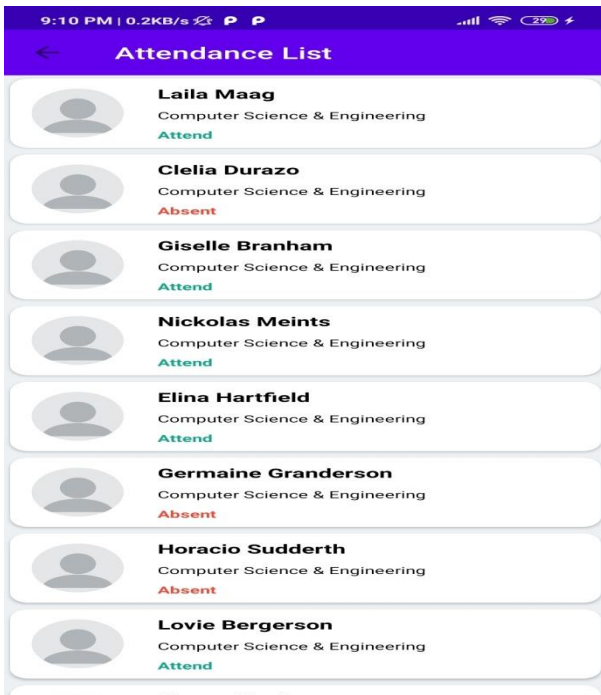 9:10 PM | 0.2KB/s
29
Attendance List
Laila Maag
Computer Science & Engineering
Attend
Clelia Durazo
Computer Science & Engineering
Absent
Giselle Branham
Computer Science & Engineering
Attend
Nickolas Meints
Computer Science & Engineering
Attend
Elina Hartfield
Computer Science & Engineering
Attend
Germaine Granderson
Computer Science & Engineering
Absent
Horacio Sudderth
Computer Science & Engineering
Absent
Lovie Bergerson
Computer Science & Engineering
Attend